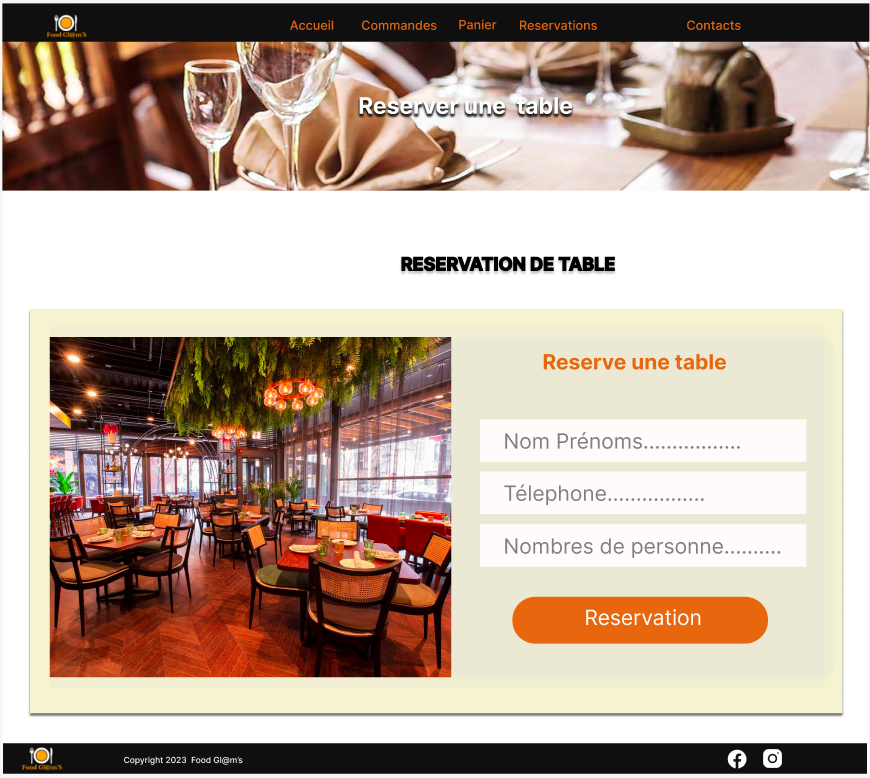 Food Gl@m'S
Accueil Commandes Panier Reservations Contacts
Reserver une table
RESERVATION DE TABLE
Reserve une table
Nom Prénoms.................
Télephone.................
Nombres de personne..........
Reservation
Food Gl@m'S
Copyright 2023 Food Gl@m's